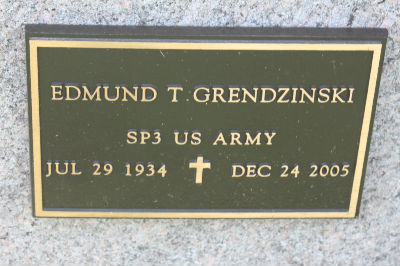 EDMUND T GRENDZINSKI
SP3 US ARMY
JUL 29 1934 DEC 24 2005